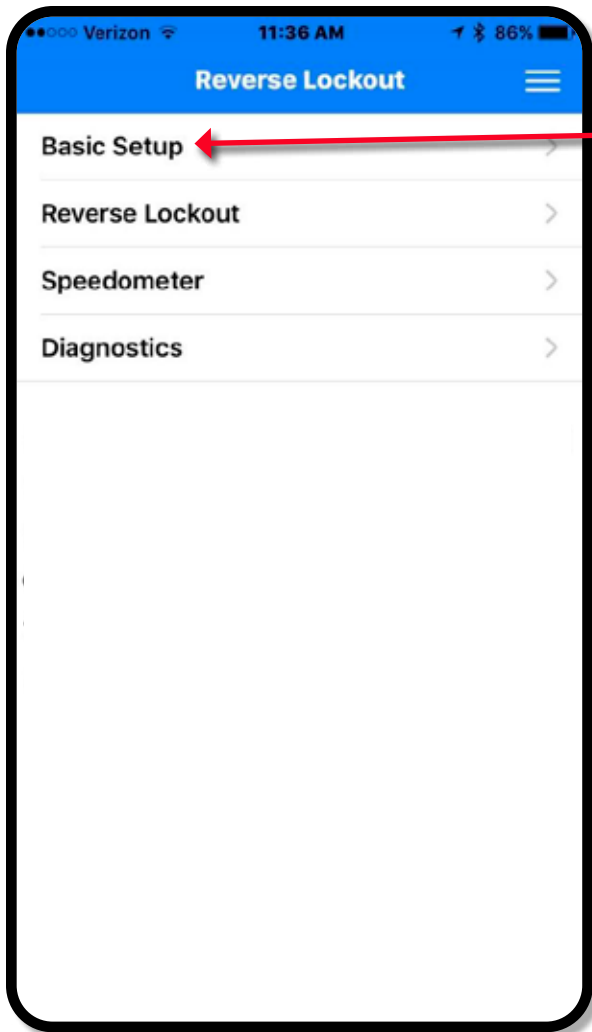 Verizon 11:36 AM 86%
Reverse Lockout
Basic Setup
Reverse Lockout
Speedometer
Diagnostics